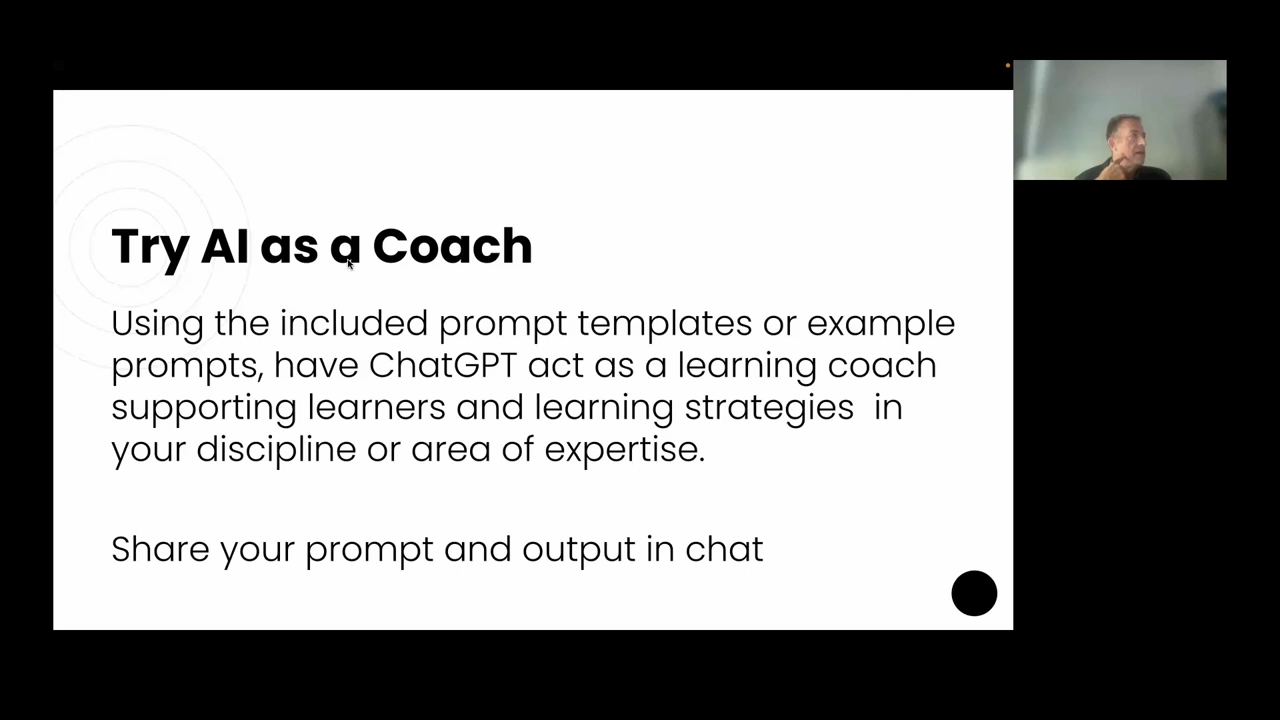 Try AI as a Coach
Using the included prompt templates or example
prompts, have ChatGPT act as a learning coach
supporting learners and learning strategies  in
your discipline or area of expertise.
Share your prompt and output in chat